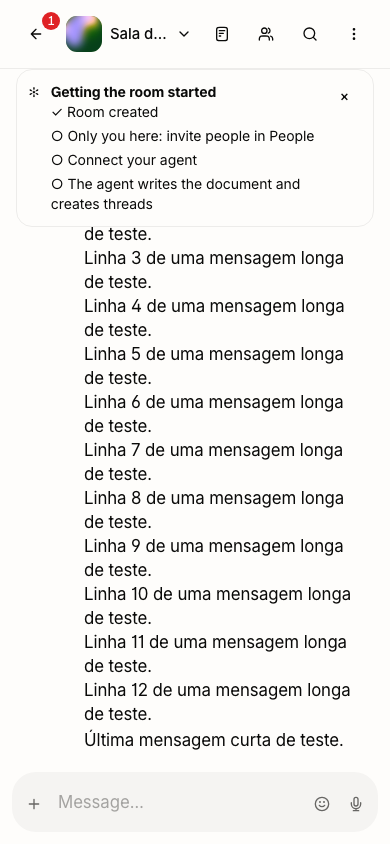 1
Sala d...
Getting the room started
✓ Room created
○ Only you here: invite people in People
○ Connect your agent
○ The agent writes the document and
creates threads
de teste.
Linha 3 de uma mensagem longa
de teste.
Linha 4 de uma mensagem longa
de teste.
Linha 5 de uma mensagem longa
de teste.
Linha 6 de uma mensagem longa
de teste.
Linha 7 de uma mensagem longa
de teste.
Linha 8 de uma mensagem longa
de teste.
Linha 9 de uma mensagem longa
de teste.
Linha 10 de uma mensagem longa
de teste.
Linha 11 de uma mensagem longa
de teste.
Linha 12 de uma mensagem longa
de teste.
Última mensagem curta de teste.
Message...